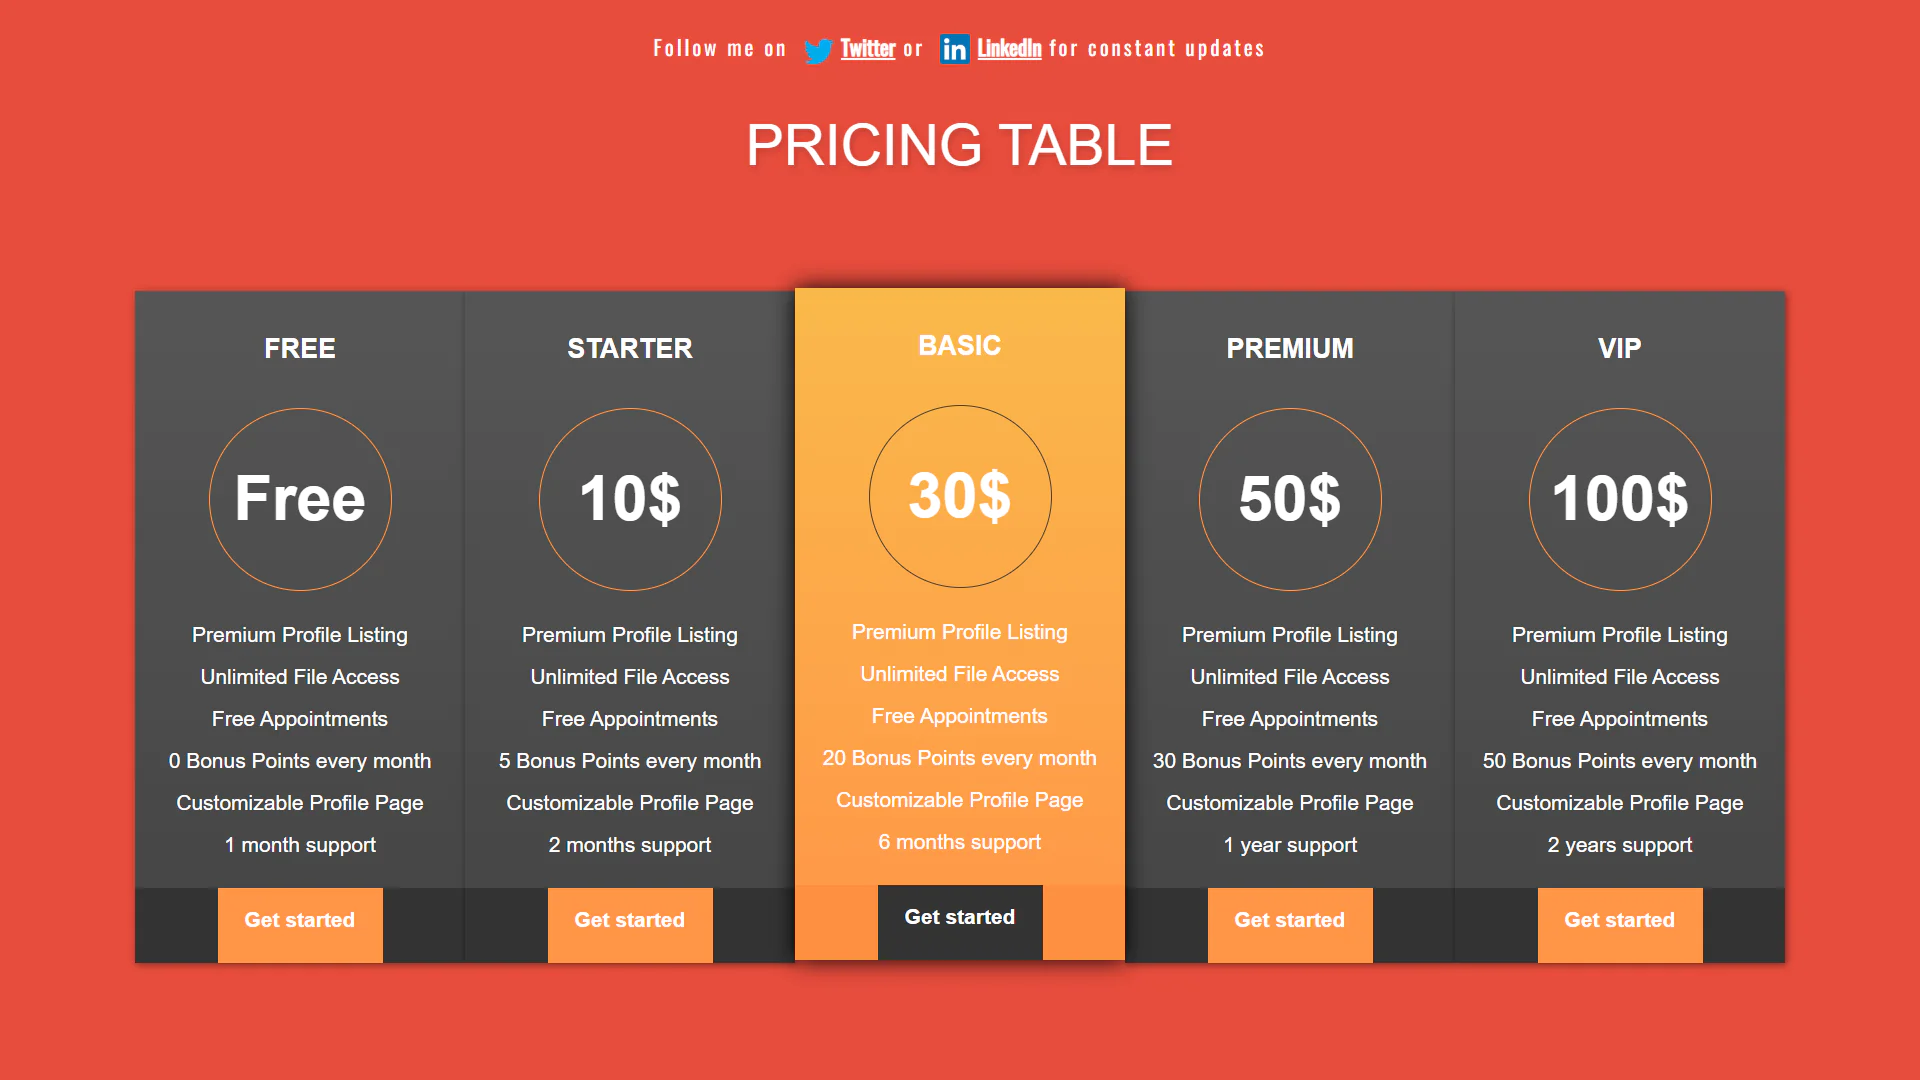 Follow me on Twitter or in LinkedIn for constant updates
PRICING TABLE
FREE
Free
Premium Profile Listing
Unlimited File Access
Free Appointments
0 Bonus Points every month
Customizable Profile Page
1 month support
Get started
STARTER
10$
Premium Profile Listing
Unlimited File Access
Free Appointments
5 Bonus Points every month
Customizable Profile Page
2 months support
Get started
BASIC
30$
Premium Profile Listing
Unlimited File Access
Free Appointments
20 Bonus Points every month
Customizable Profile Page
6 months support
Get started
PREMIUM
50$
Premium Profile Listing
Unlimited File Access
Free Appointments
30 Bonus Points every month
Customizable Profile Page
1 year support
Get started
VIP
100$
Premium Profile Listing
Unlimited File Access
Free Appointments
50 Bonus Points every month
Customizable Profile Page
2 years support
Get started